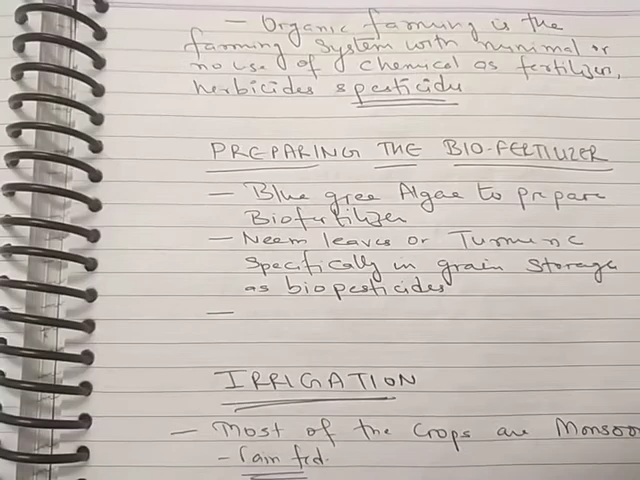 - Organic farming is the
farming System with minimal or
no use of Chemical as fertilizer,
herbicides & pesticides
PREPARING THE BIO-FERTILIZER
- Blue gree Algae to prepare
Biofertilizer
- Neem leaves or Turmeric
Specifically in grain Storage
as biopesticides
-
IRRIGATION
- Most of the Crops are Monsoon
- rain fed.